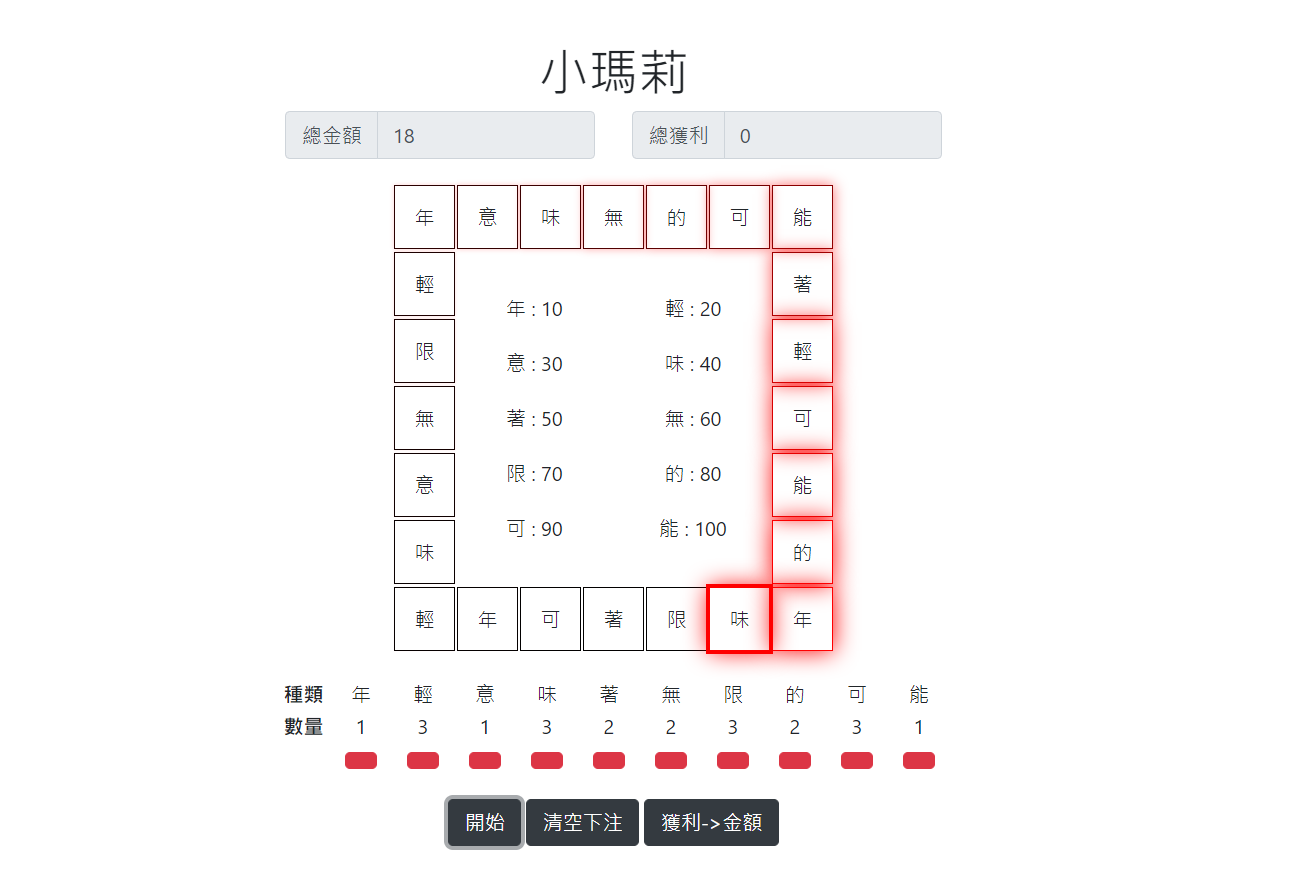 小瑪莉
總金額 18 總獲利 0
年 意 味 無 的 可 能
輕 著
年 : 10 輕 : 20
限 輕
意 : 30 味 : 40
無 可
著 : 50 無 : 60
意 能
限 : 70 的 : 80
味 的
可 : 90 能 : 100
輕 年 可 著 限 味 年
種類 年 輕 意 味 著 無 限 的 可 能
數量 1 3 1 3 2 2 3 2 3 1
開始 清空下注 獲利->金額